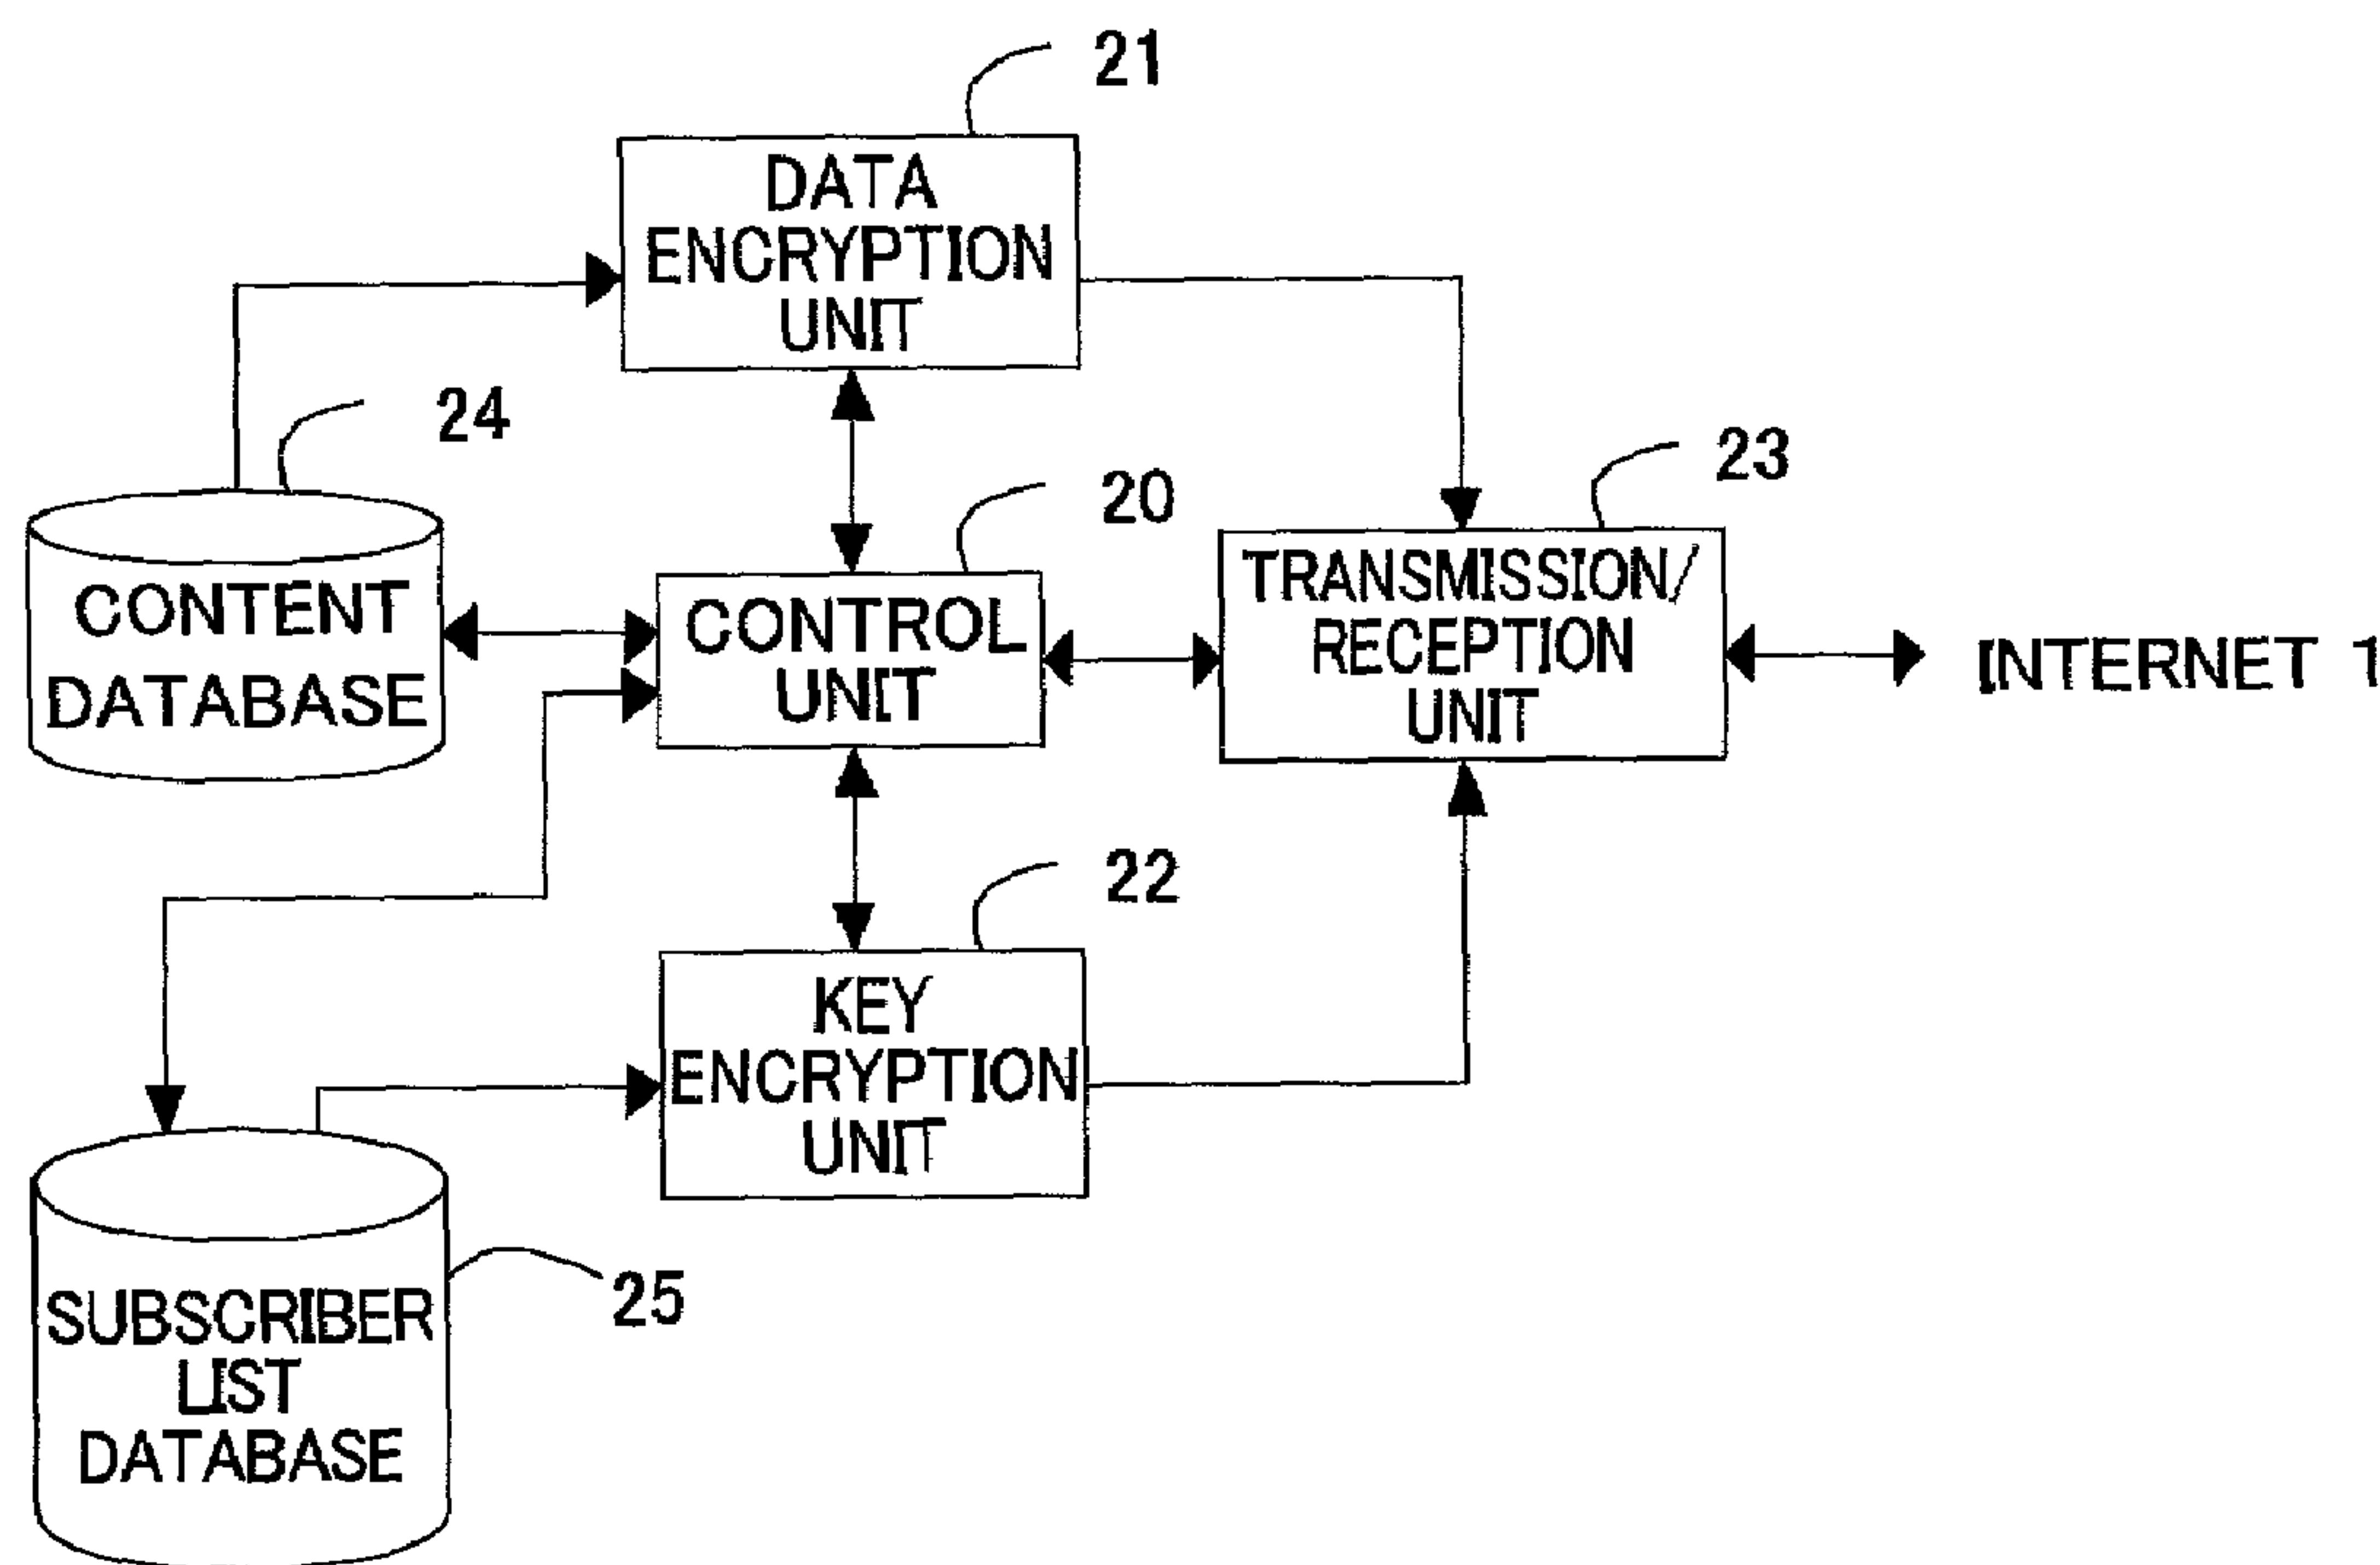 21
DATA
ENCRYPTION
UNIT
24
20
23
CONTENT
DATABASE
CONTROL
UNIT
TRANSMISSION/
RECEPTION
UNIT
INTERNET 1
22
KEY
ENCRYPTION
UNIT
25
SUBSCRIBER
LIST
DATABASE